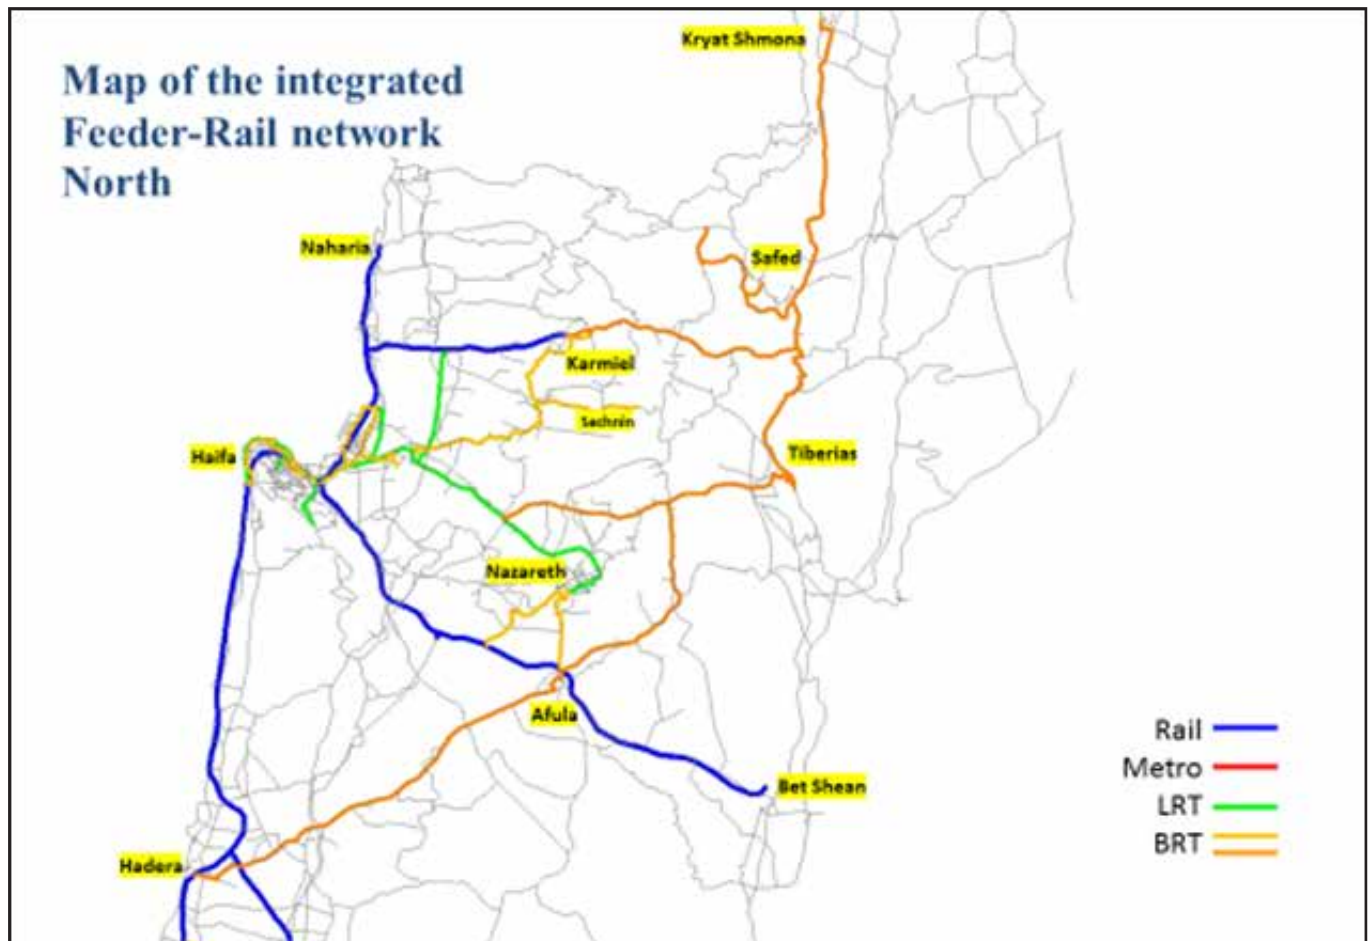 Map of the integrated
Feeder-Rail network
North
Kryat Shmona
Naharia
Safed
Karmiel
Sachnin
Haifa
Tiberias
Nazareth
Afula
Bet Shean
Hadera
Rail
Metro
LRT
BRT